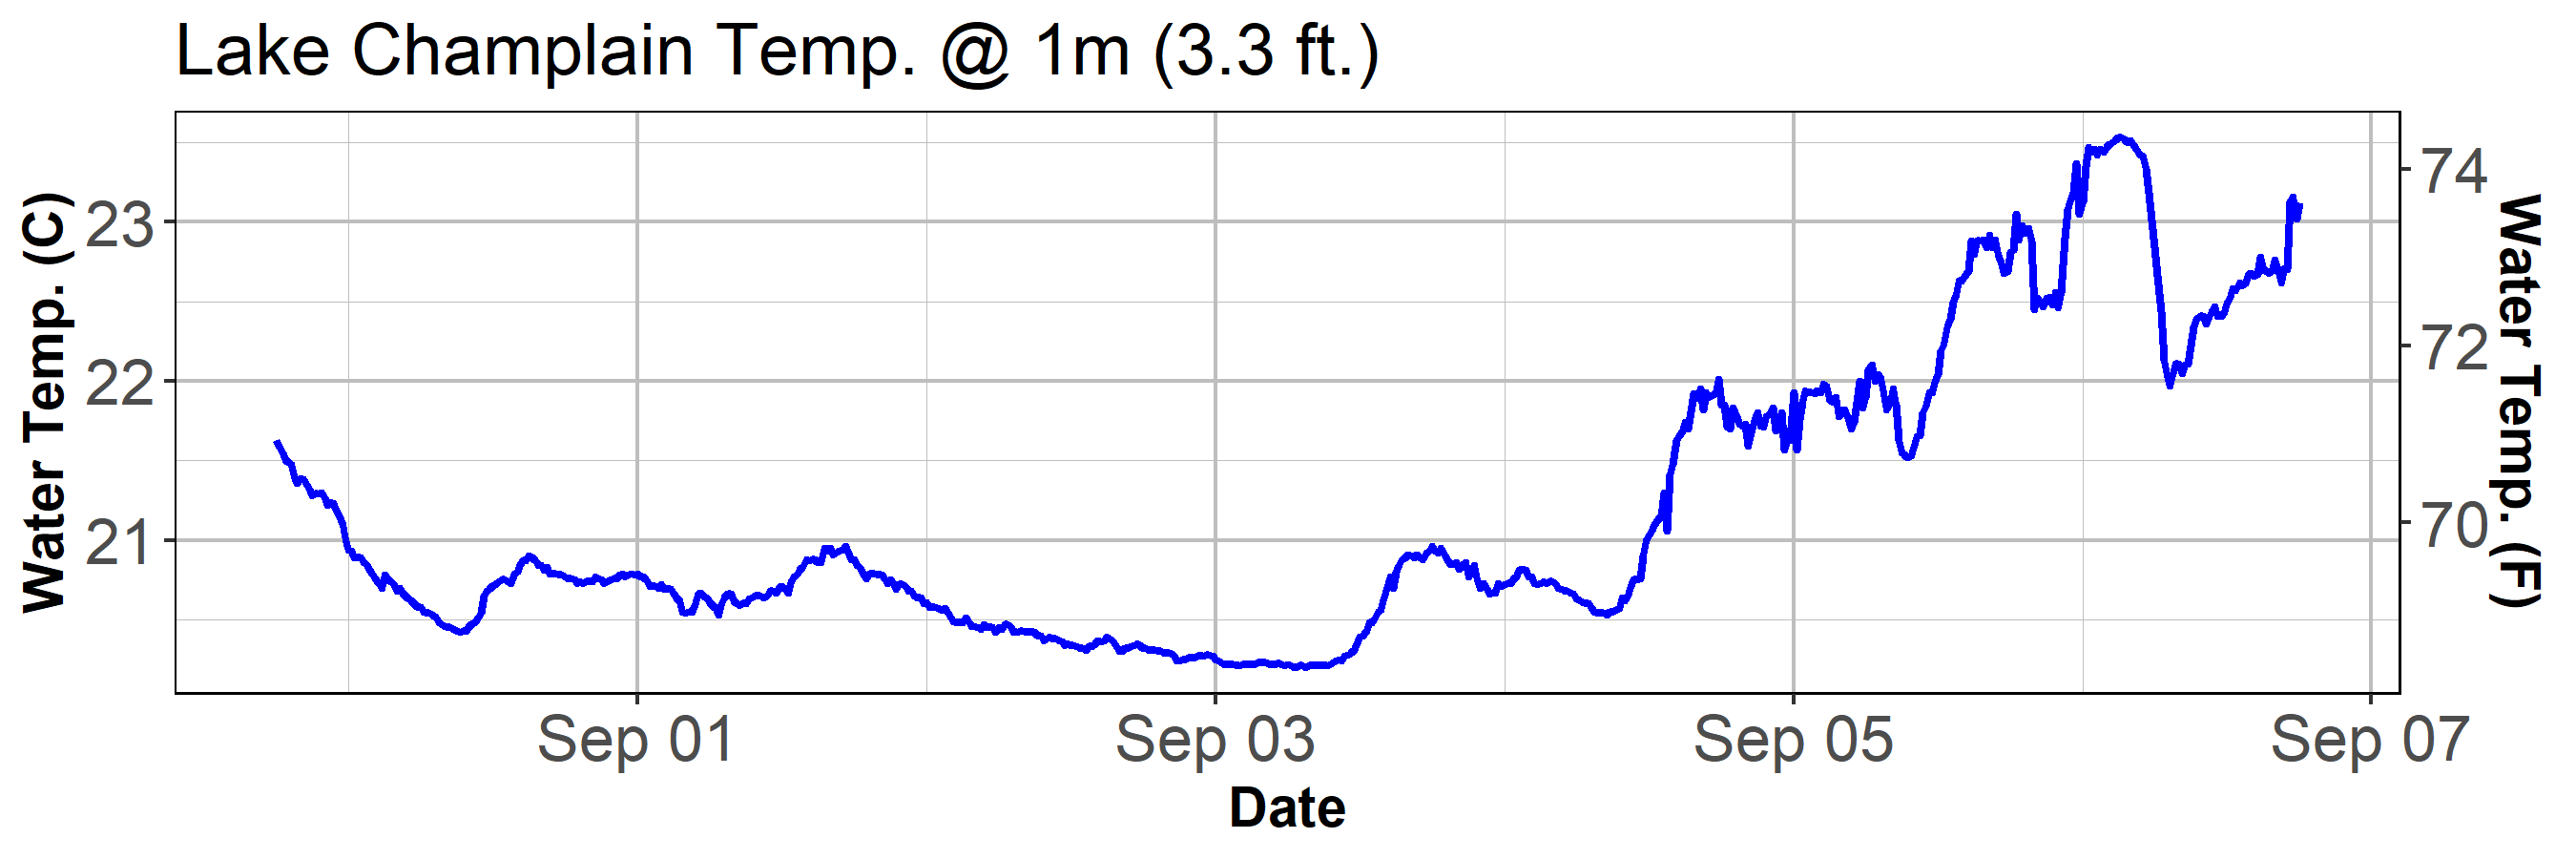 Lake Champlain Temp. @ 1m (3.3 ft.)
Water Temp. (C)
23
22
21
74
72
70
Water Temp. (F)
Sep 01
Sep 03
Sep 05
Sep 07
Date